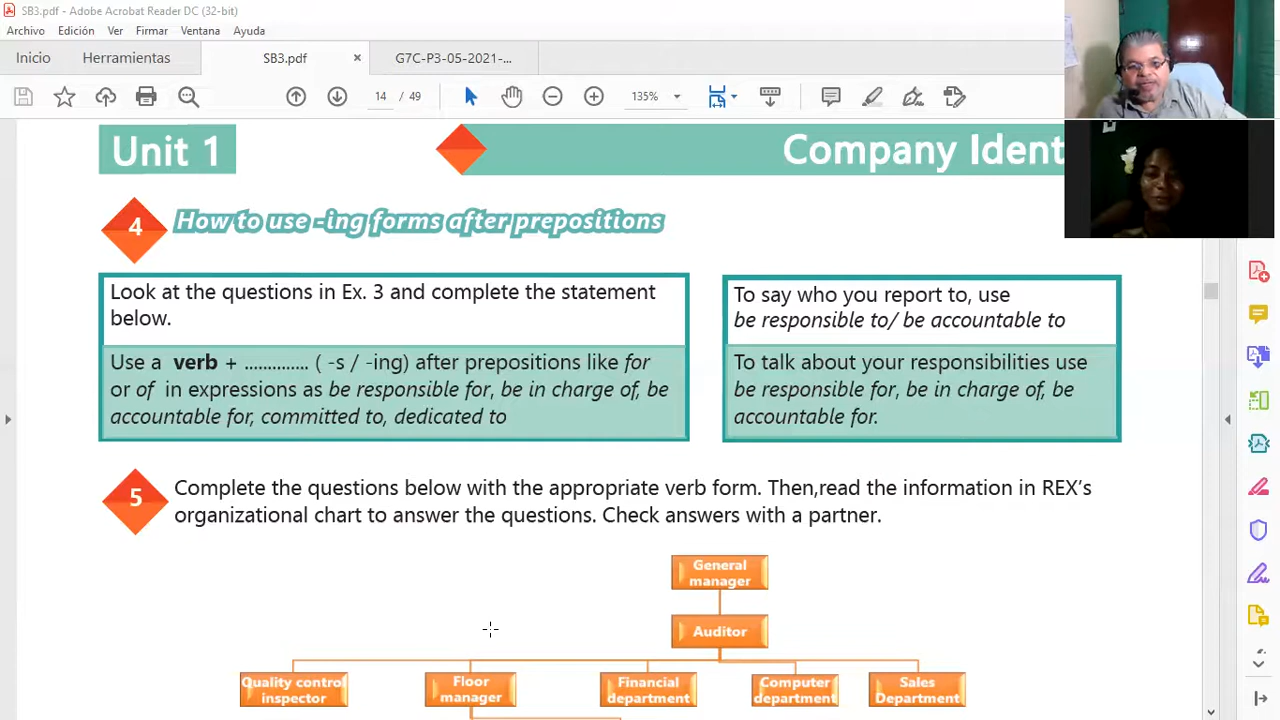 SB3.pdf - Adobe Acrobat Reader DC (32-bit)
Archivo Edición Ver Firmar Ventana Ayuda
Inicio Herramientas SB3.pdf × G7C-P3-05-2021-...
14 / 49 135%
Unit 1 Company Ident
4 How to use -ing forms after prepositions
Look at the questions in Ex. 3 and complete the statement
below.
Use a verb + .............. ( -s / -ing) after prepositions like for
or of in expressions as be responsible for, be in charge of, be
accountable for, committed to, dedicated to
To say who you report to, use
be responsible to/ be accountable to
To talk about your responsibilities use
be responsible for, be in charge of, be
accountable for.
5 Complete the questions below with the appropriate verb form. Then,read the information in REX’s
organizational chart to answer the questions. Check answers with a partner.
General
manager
Auditor
Quality control
inspector
Floor
manager
Financial
department
Computer
department
Sales
Department